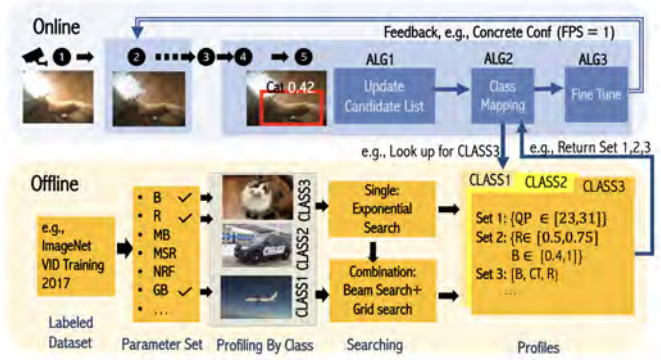 Online
Feedback, e.g., Concrete Conf (FPS = 1)
1
2
3
4
5
ALG1
ALG2
ALG3
Cat 0.42
Update
Candidate List
Class
Mapping
Fine Tune
e.g., Look up for CLASS3
e.g., Return Set 1,2,3
Offline
e.g.,
ImageNet
VID Training
2017
• B ✓
• R ✓
• MB
• MSR
• NRF
• GB ✓
• ...
CLASS3
CLASS2
CLASS1
Single:
Exponential
Search
Combination:
Beam Search+
Grid search
CLASS1
CLASS2
CLASS3
Set 1: {QP ∈ [23,31]}
Set 2: {R∈ [0.5,0.75]
B ∈ [0.4,1]}
Set 3: {B, CT, R}
...
Labeled
Dataset
Parameter Set
Profiling By Class
Searching
Profiles